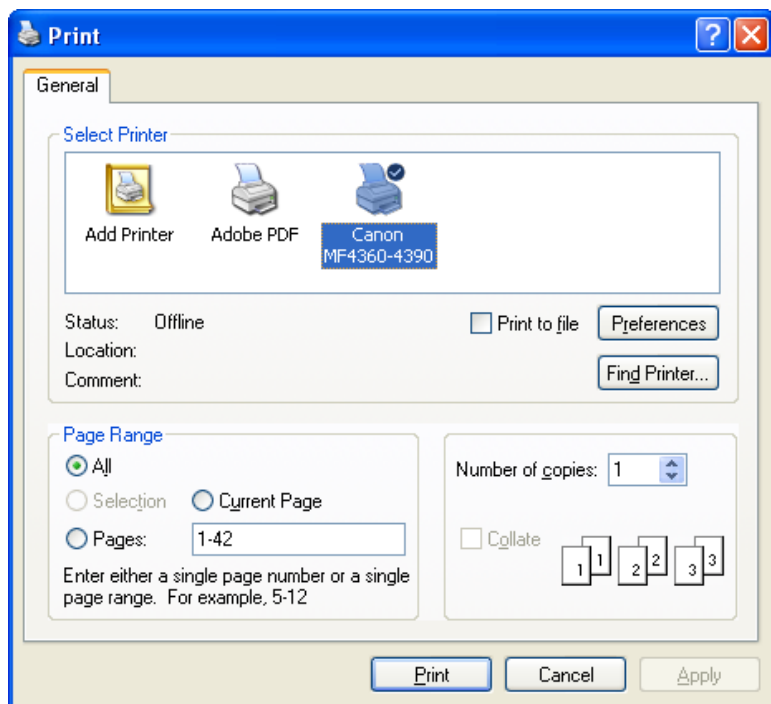 Print
General
Select Printer
Add Printer
Adobe PDF
Canon
MF4360-4390
Status: Offline
Print to file
Preferences
Location:
Comment:
Find Printer...
Page Range
All
Selection
Current Page
Pages: 1-42
Enter either a single page number or a single
page range. For example, 5-12
Number of copies: 1
Collate
1 1 2 2 3 3
Print
Cancel
Apply